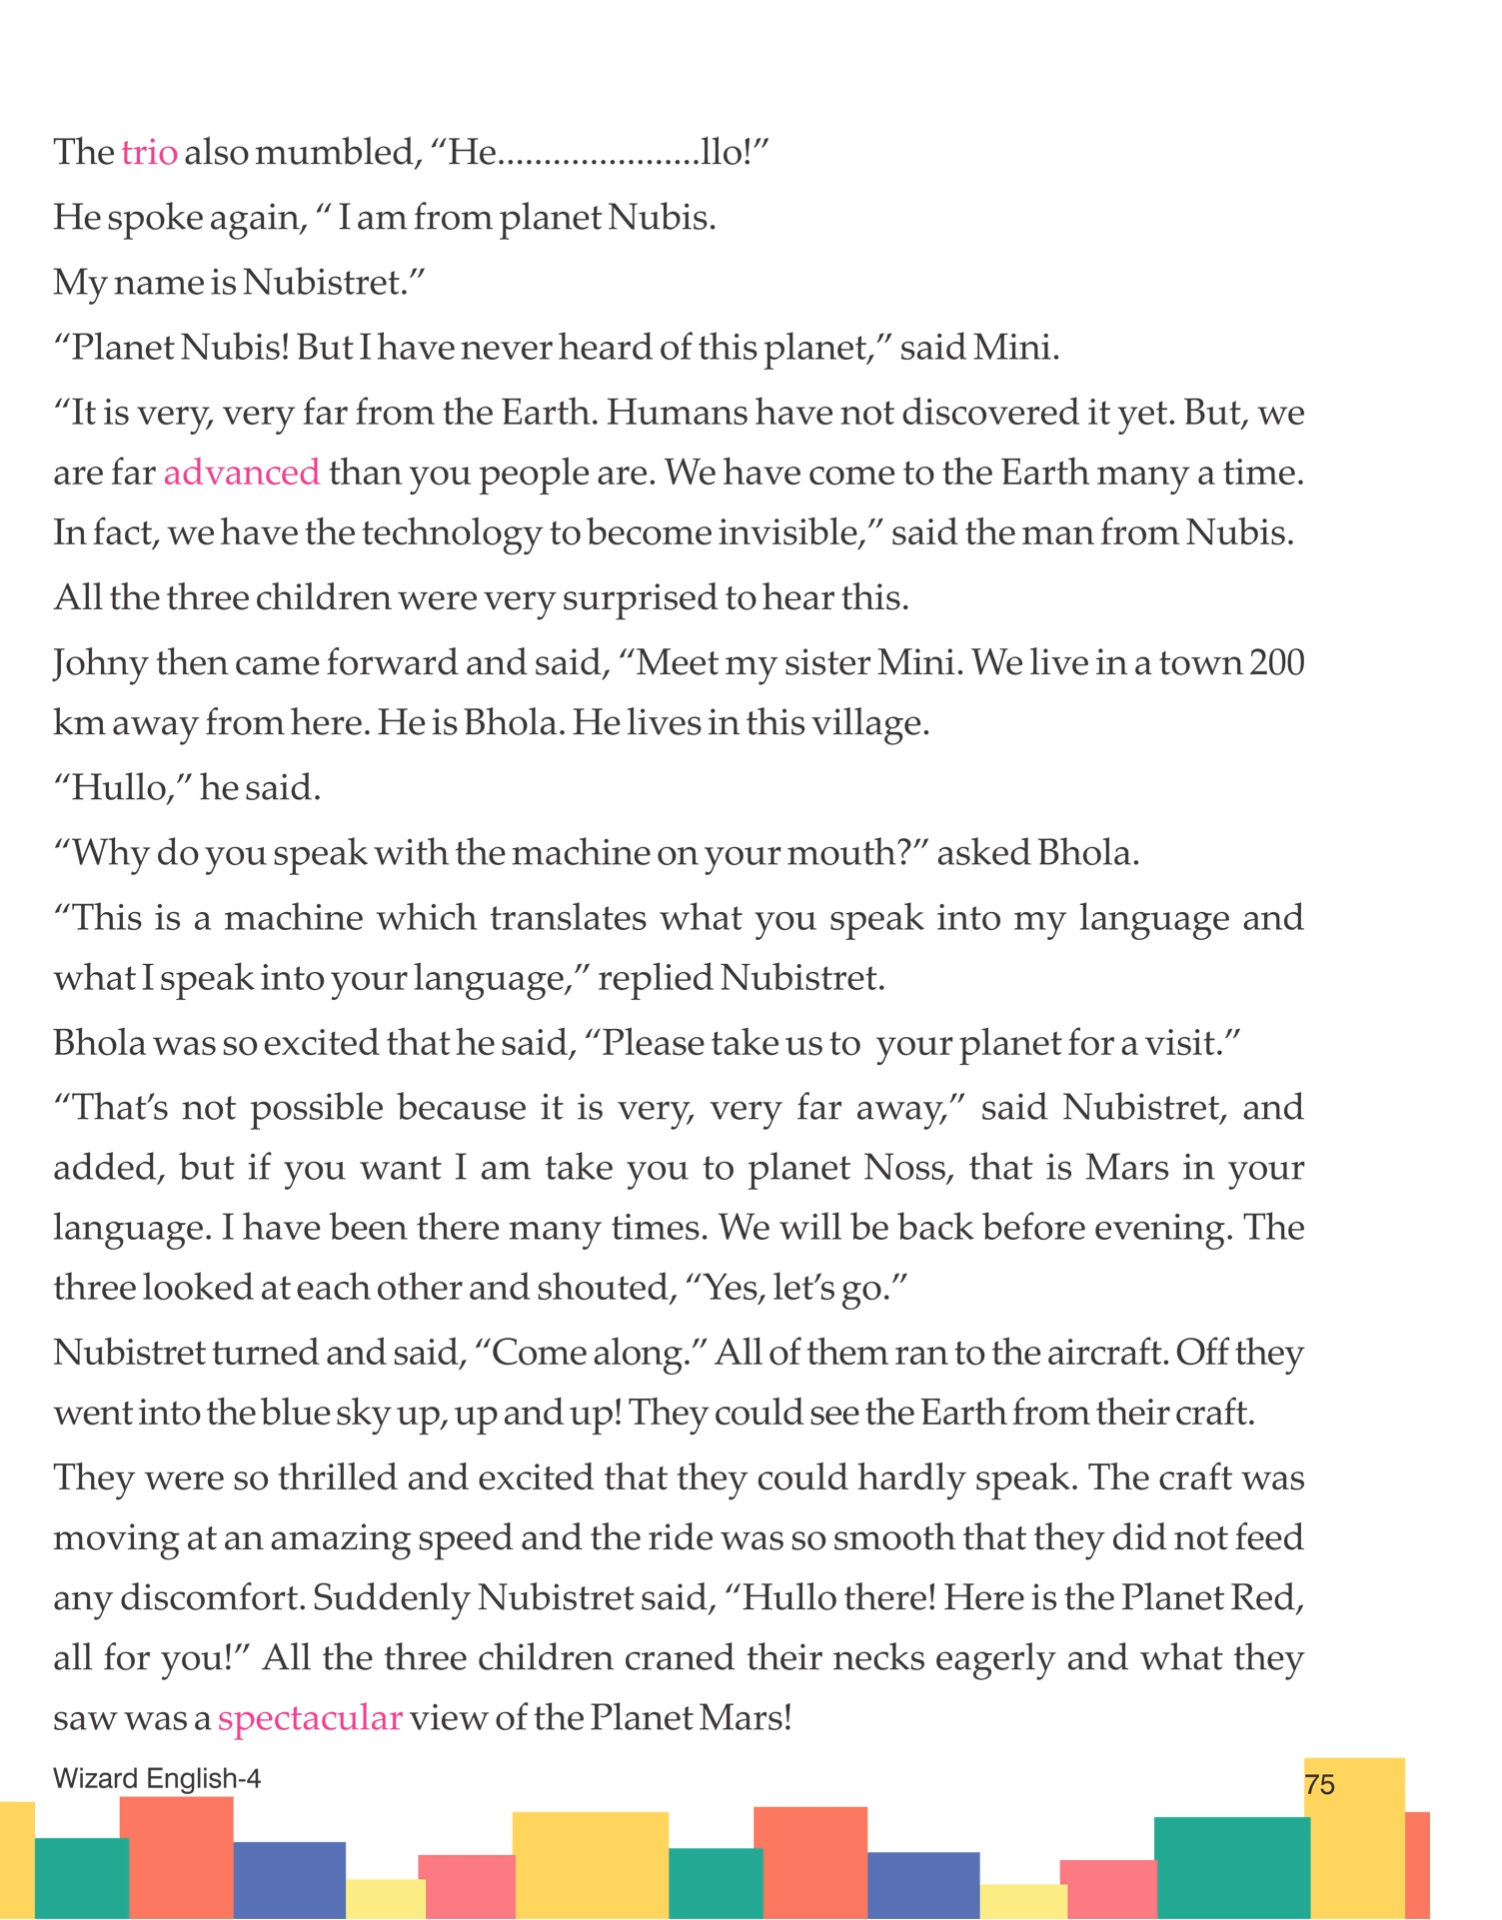 The trio also mumbled, “He......................llo!”
He spoke again, “ I am from planet Nubis.
My name is Nubistret.”
“Planet Nubis! But I have never heard of this planet,” said Mini.
“It is very, very far from the Earth. Humans have not discovered it yet. But, we
are far advanced than you people are. We have come to the Earth many a time.
In fact, we have the technology to become invisible,” said the man from Nubis.
All the three children were very surprised to hear this.
Johny then came forward and said, “Meet my sister Mini. We live in a town 200
km away from here. He is Bhola. He lives in this village.
“Hullo,” he said.
“Why do you speak with the machine on your mouth?” asked Bhola.
“This is a machine which translates what you speak into my language and
what I speak into your language,” replied Nubistret.
Bhola was so excited that he said, “Please take us to  your planet for a visit.”
“That’s not possible because it is very, very far away,” said Nubistret, and
added, but if you want I am take you to planet Noss, that is Mars in your
language. I have been there many times. We will be back before evening. The
three looked at each other and shouted, “Yes, let’s go.”
Nubistret turned and said, “Come along.” All of them ran to the aircraft. Off they
went into the blue sky up, up and up! They could see the Earth from their craft.
They were so thrilled and excited that they could hardly speak. The craft was
moving at an amazing speed and the ride was so smooth that they did not feed
any discomfort. Suddenly Nubistret said, “Hullo there! Here is the Planet Red,
all for you!” All the three children craned their necks eagerly and what they
saw was a spectacular view of the Planet Mars!
Wizard English-4
75